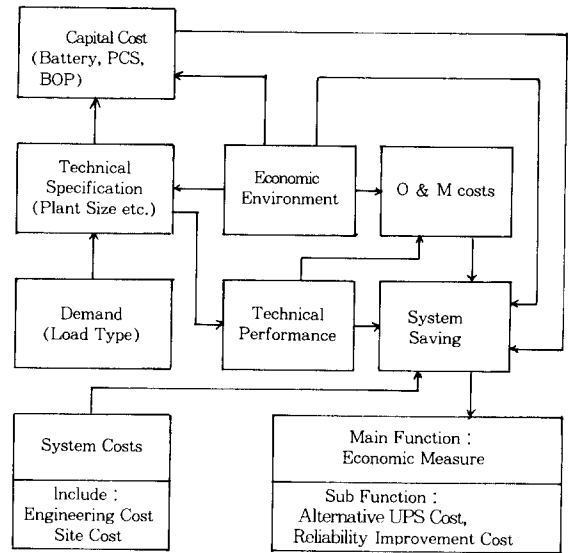 Capital Cost
(Battery, PCS,
BOP)
Technical
Specification
(Plant Size etc.)
Economic
Environment
O & M costs
Demand
(Load Type)
Technical
Performance
System
Saving
System Costs
Include :
Engineering Cost
Site Cost
Main Function :
Economic Measure
Sub Function :
Alternative UPS Cost,
Reliability Improvement Cost